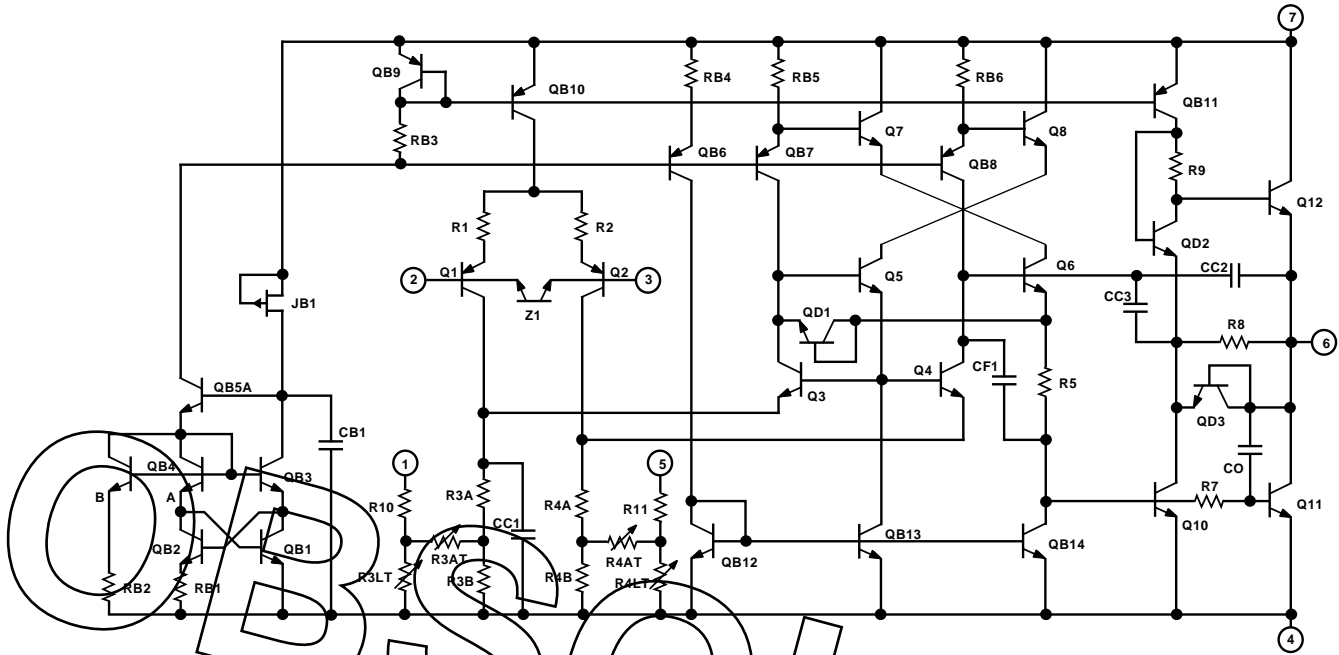 7
QB9
QB10
RB4
RB5
RB6
QB11
RB3
Q7
Q8
QB6
QB7
QB8
R9
Q12
R1
R2
QD2
2
Q1
Q2
3
Z1
Q5
Q6
CC2
JB1
CC3
QD1
R8
6
QB5A
Q3
Q4
CF1
R5
QD3
CB1
QB4
B
A
QB3
1
5
CO
R10
R3A
R4A
R11
R7
Q10
Q11
CC1
QB2
QB1
R3AT
R4AT
QB12
QB13
QB14
RB2
RB1
R3LT
R3B
R4B
R4LT
4